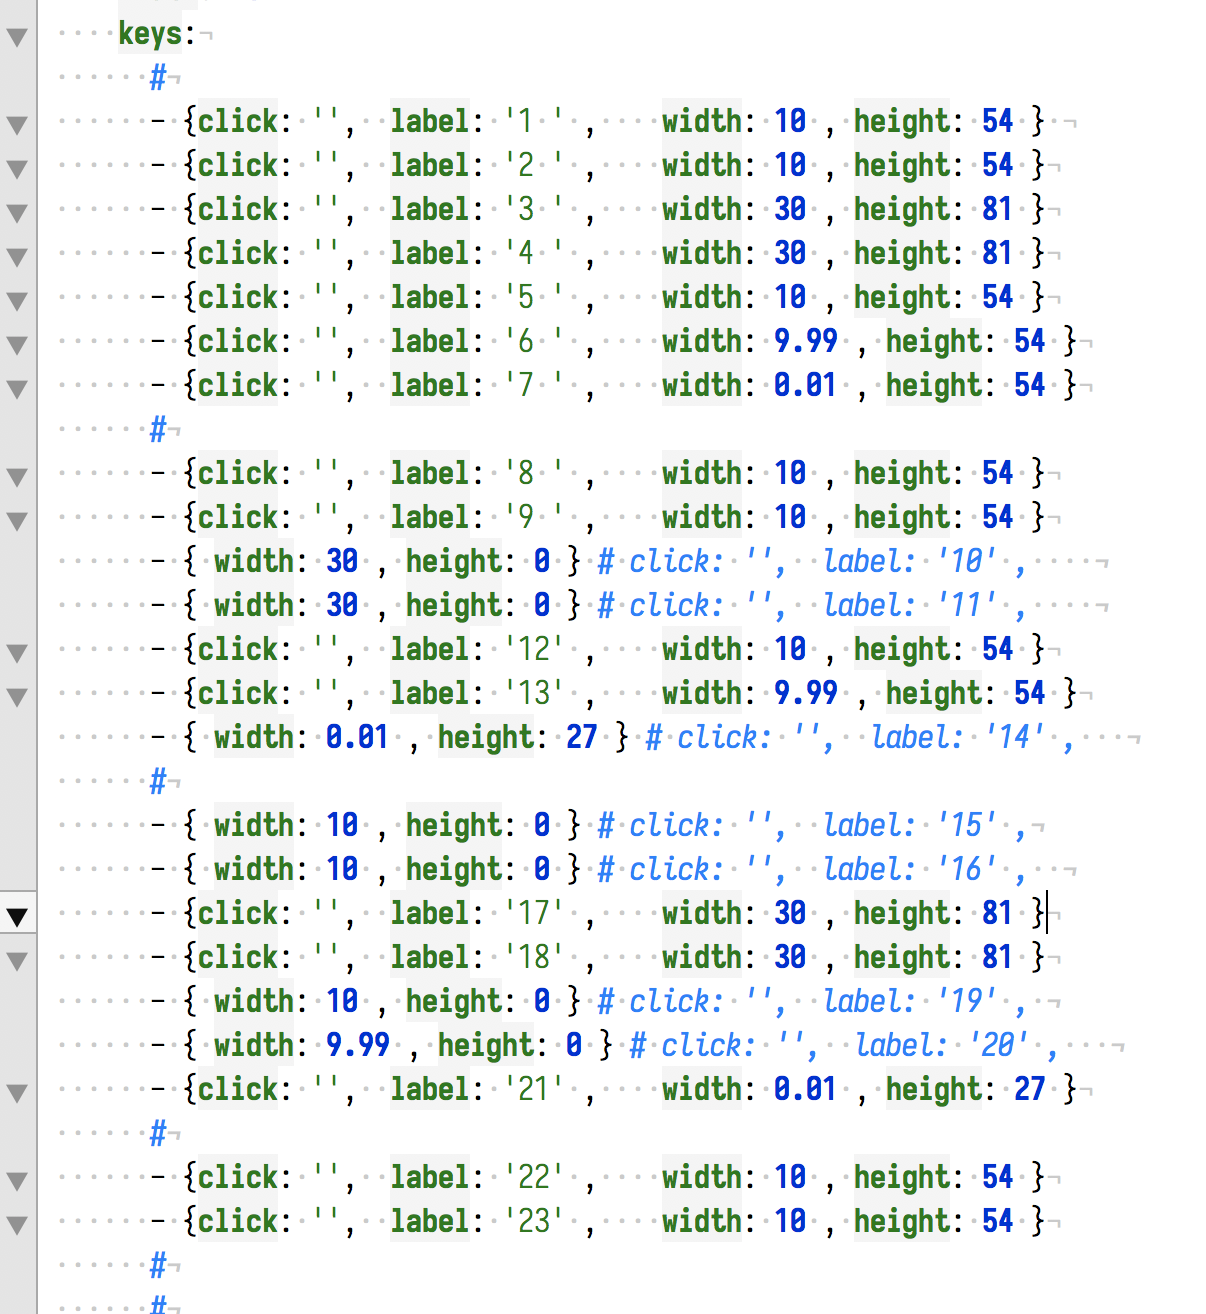 keys:
#
- {click: '', label: '1 ' , width: 10 , height: 54 }
- {click: '', label: '2 ' , width: 10 , height: 54 }
- {click: '', label: '3 ' , width: 30 , height: 81 }
- {click: '', label: '4 ' , width: 30 , height: 81 }
- {click: '', label: '5 ' , width: 10 , height: 54 }
- {click: '', label: '6 ' , width: 9.99 , height: 54 }
- {click: '', label: '7 ' , width: 0.01 , height: 54 }
#
- {click: '', label: '8 ' , width: 10 , height: 54 }
- {click: '', label: '9 ' , width: 10 , height: 54 }
- { width: 30 , height: 0 } # click: '', label: '10' ,
- { width: 30 , height: 0 } # click: '', label: '11' ,
- {click: '', label: '12' , width: 10 , height: 54 }
- {click: '', label: '13' , width: 9.99 , height: 54 }
- { width: 0.01 , height: 27 } # click: '', label: '14' ,
#
- { width: 10 , height: 0 } # click: '', label: '15' ,
- { width: 10 , height: 0 } # click: '', label: '16' ,
- {click: '', label: '17' , width: 30 , height: 81 }
- {click: '', label: '18' , width: 30 , height: 81 }
- { width: 10 , height: 0 } # click: '', label: '19' ,
- { width: 9.99 , height: 0 } # click: '', label: '20' ,
- {click: '', label: '21' , width: 0.01 , height: 27 }
#
- {click: '', label: '22' , width: 10 , height: 54 }
- {click: '', label: '23' , width: 10 , height: 54 }
#
#